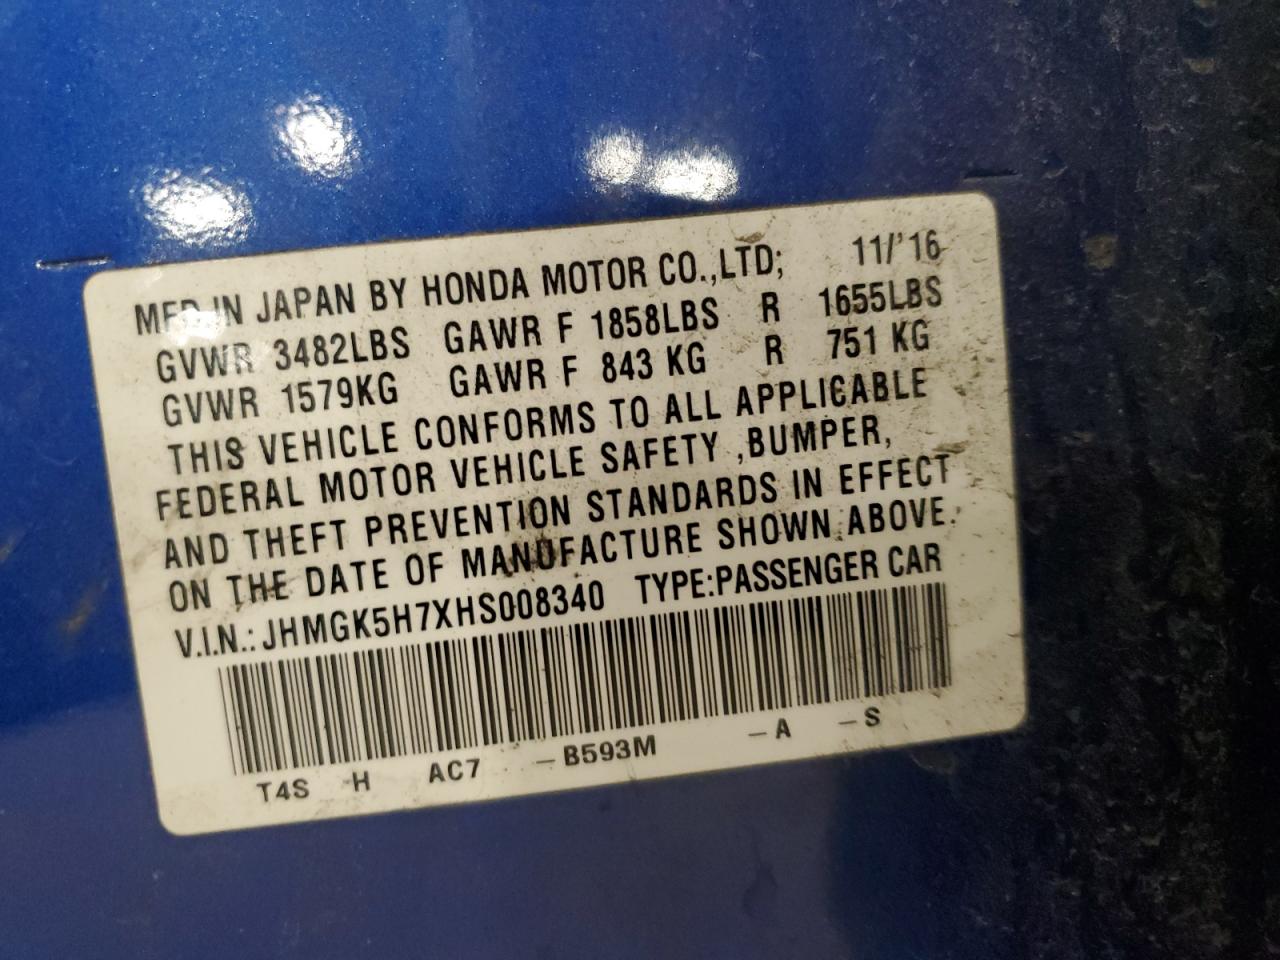 MFD IN JAPAN BY HONDA MOTOR CO.,LTD; 11/'16
GVWR 3482LBS GAWR F 1858LBS R 1655LBS
GVWR 1579KG GAWR F 843 KG R 751 KG
THIS VEHICLE CONFORMS TO ALL APPLICABLE
FEDERAL MOTOR VEHICLE SAFETY ,BUMPER,
AND THEFT PREVENTION STANDARDS IN EFFECT
ON THE DATE OF MANUFACTURE SHOWN ABOVE.
V.I.N.: JHMGK5H7XHS008340 TYPE:PASSENGER CAR
T4S H AC7 –B593M –A –S